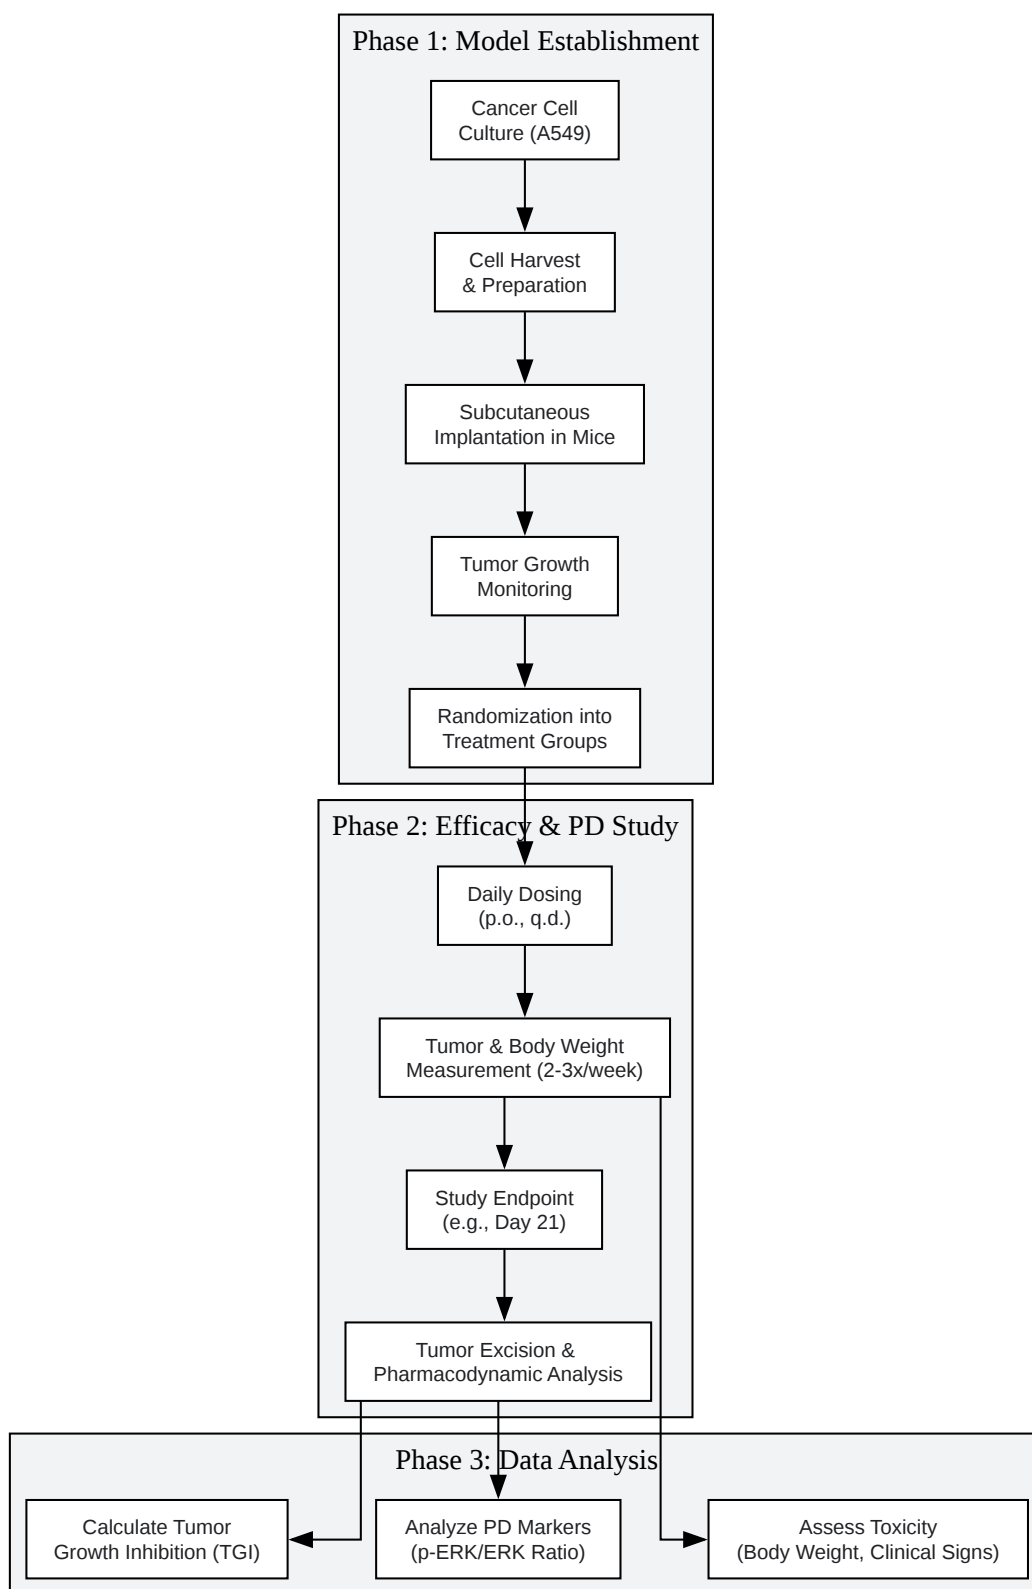 Phase 1: Model Establishment
Cancer Cell
Culture (A549)
Cell Harvest
& Preparation
Subcutaneous
Implantation in Mice
Tumor Growth
Monitoring
Randomization into
Treatment Groups
Phase 2: Efficacy & PD Study
Daily Dosing
(p.o., q.d.)
Tumor & Body Weight
Measurement (2-3x/week)
Study Endpoint
(e.g., Day 21)
Tumor Excision &
Pharmacodynamic Analysis
Phase 3: Data Analysis
Calculate Tumor
Growth Inhibition (TGI)
Analyze PD Markers
(p-ERK/ERK Ratio)
Assess Toxicity
(Body Weight, Clinical Signs)